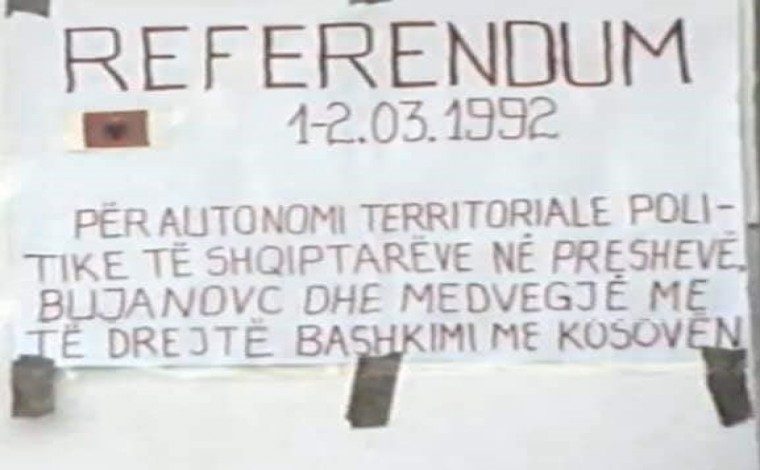 REFERENDUM
1-2.03.1992
PËR AUTONOMI TERRITORIALE POLI-
TIKE TË SHQIPTARËVE NË PRESHEVË,
BUJANOVC DHE MEDVEGJË ME
TË DREJTË BASHKIMI ME KOSOVËN